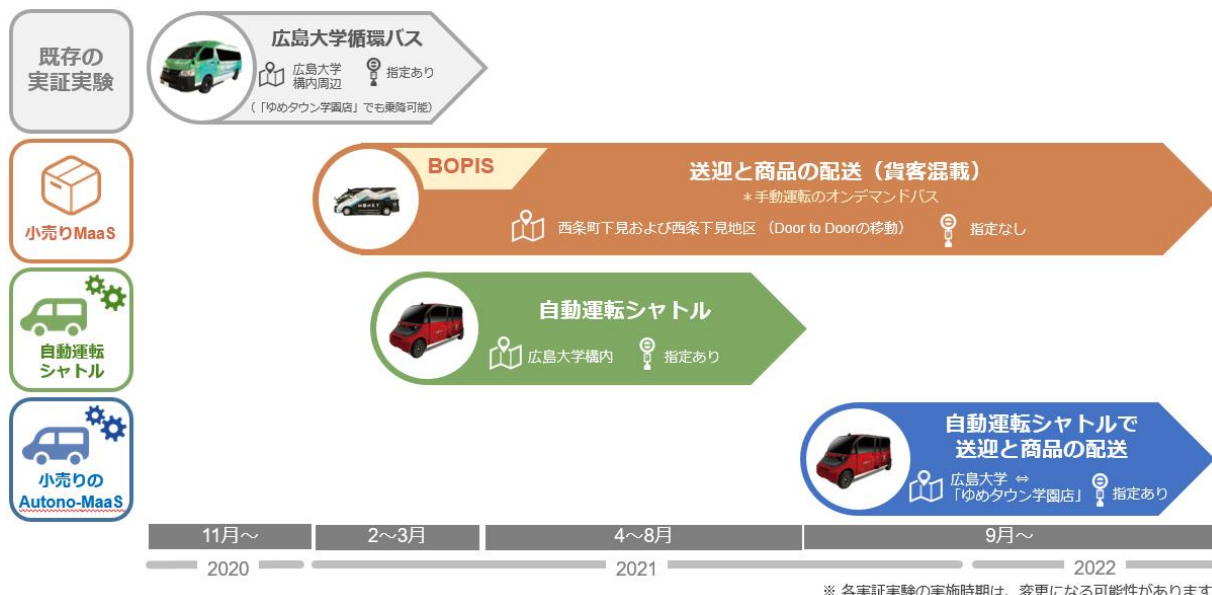 既存の
実証実験
広島大学循環バス
広島大学
構内周辺
指定あり
(「ゆめタウン学園店」でも乗降可能)
小売りMaaS
BOPIS
送迎と商品の配送（貨客混載）
＊手動運転のオンデマンドバス
西条町下見および西条下見地区 （Door to Doorの移動）
指定なし
自動運転
シャトル
自動運転シャトル
広島大学構内
指定あり
小売りの
Autono-MaaS
自動運転シャトルで
送迎と商品の配送
広島大学 ⇔
「ゆめタウン学園店」
指定あり
11月～
2～3月
4～8月
9月～
2020
2021
2022
※ 各実証実験の実施時期は、変更になる可能性があります